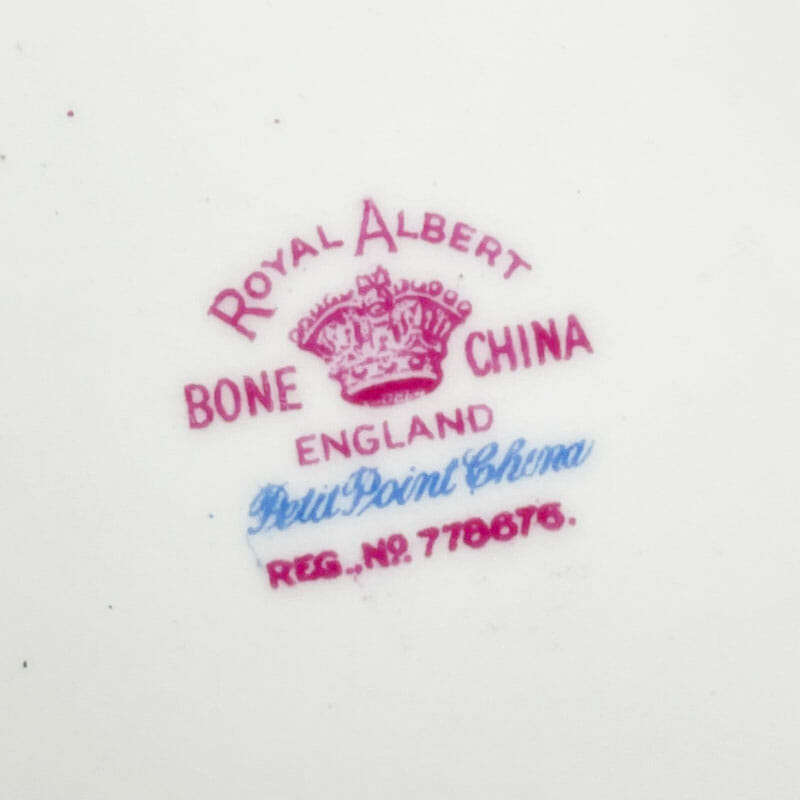 ROYAL ALBERT
BONE CHINA
ENGLAND
Petit Point China
REG., No. 778676.